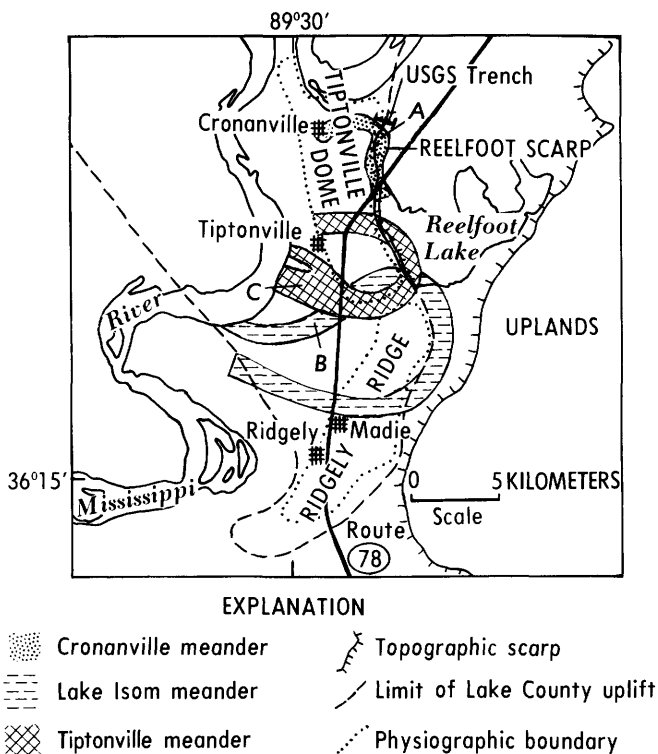 89°30'
USGS Trench
A
TIPTONVILLE
DOME
Cronanville
REELFOOT SCARP
Tiptonville
Reelfoot
Lake
C
River
UPLANDS
B
RIDGE
Ridgely
Madie
36°15'
Mississippi
RIDGELY
0 5 KILOMETERS
Scale
Route
78
EXPLANATION
Cronanville meander
Topographic scarp
Lake Isom meander
Limit of Lake County uplift
Tiptonville meander
Physiographic boundary